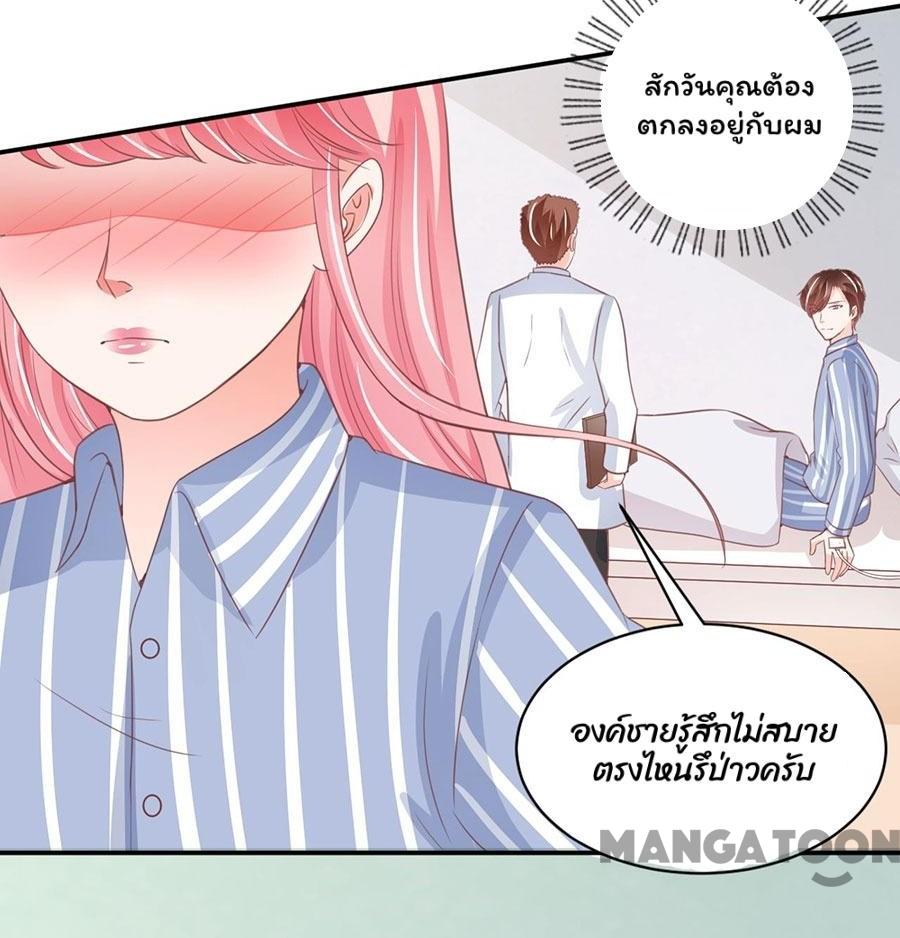 สักวันคุณต้อง
ตกลงอยู่กับผม
องค์ชายรู้สึกไม่สบาย
ตรงไหนรึป่าวครับ
MANGATOON